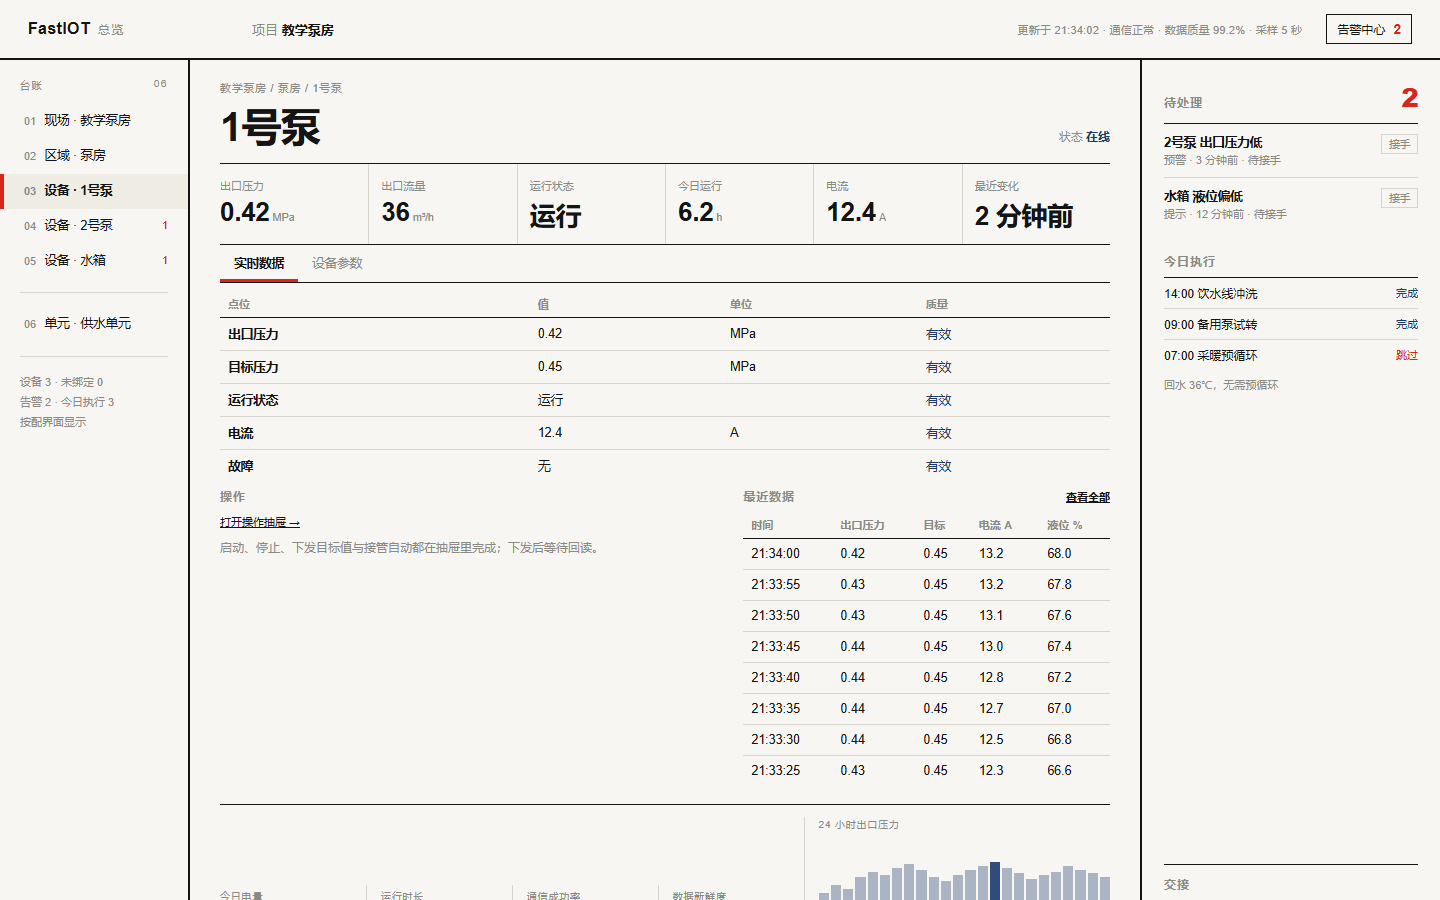 FastIOT 总览
项目 教学泵房
更新于 21:34:02 · 通信正常 · 数据质量 99.2% · 采样 5 秒
告警中心 2
台账 06
01 现场 · 教学泵房
02 区域 · 泵房
03 设备 · 1号泵
04 设备 · 2号泵 1
05 设备 · 水箱 1
06 单元 · 供水单元
设备 3 · 未绑定 0
告警 2 · 今日执行 3
按配界面显示
教学泵房 / 泵房 / 1号泵
1号泵
状态 在线
出口压力 出口流量 运行状态 今日运行 电流 最近变化
0.42 MPa 36 m³/h 运行 6.2 h 12.4 A 2 分钟前
实时数据 设备参数
点位 值 单位 质量
出口压力 0.42 MPa 有效
目标压力 0.45 MPa 有效
运行状态 运行 有效
电流 12.4 A 有效
故障 无 有效
操作
打开操作抽屉 →
启动、停止、下发目标值与接管自动都在抽屉里完成；下发后等待回读。
最近数据 查看全部
时间 出口压力 目标 电流 A 液位 %
21:34:00 0.42 0.45 13.2 68.0
21:33:55 0.43 0.45 13.2 67.8
21:33:50 0.43 0.45 13.1 67.6
21:33:45 0.44 0.45 13.0 67.4
21:33:40 0.44 0.45 12.8 67.2
21:33:35 0.44 0.45 12.7 67.0
21:33:30 0.44 0.45 12.5 66.8
21:33:25 0.43 0.45 12.3 66.6
24 小时出口压力
今日电量 运行时长 通信成功率 数据新鲜度
待处理 2
2号泵 出口压力低 接手
预警 · 3 分钟前 · 待接手
水箱 液位偏低 接手
提示 · 12 分钟前 · 待接手
今日执行
14:00 饮水线冲洗 完成
09:00 备用泵试转 完成
07:00 采暖预循环 跳过
回水 36℃，无需预循环
交接